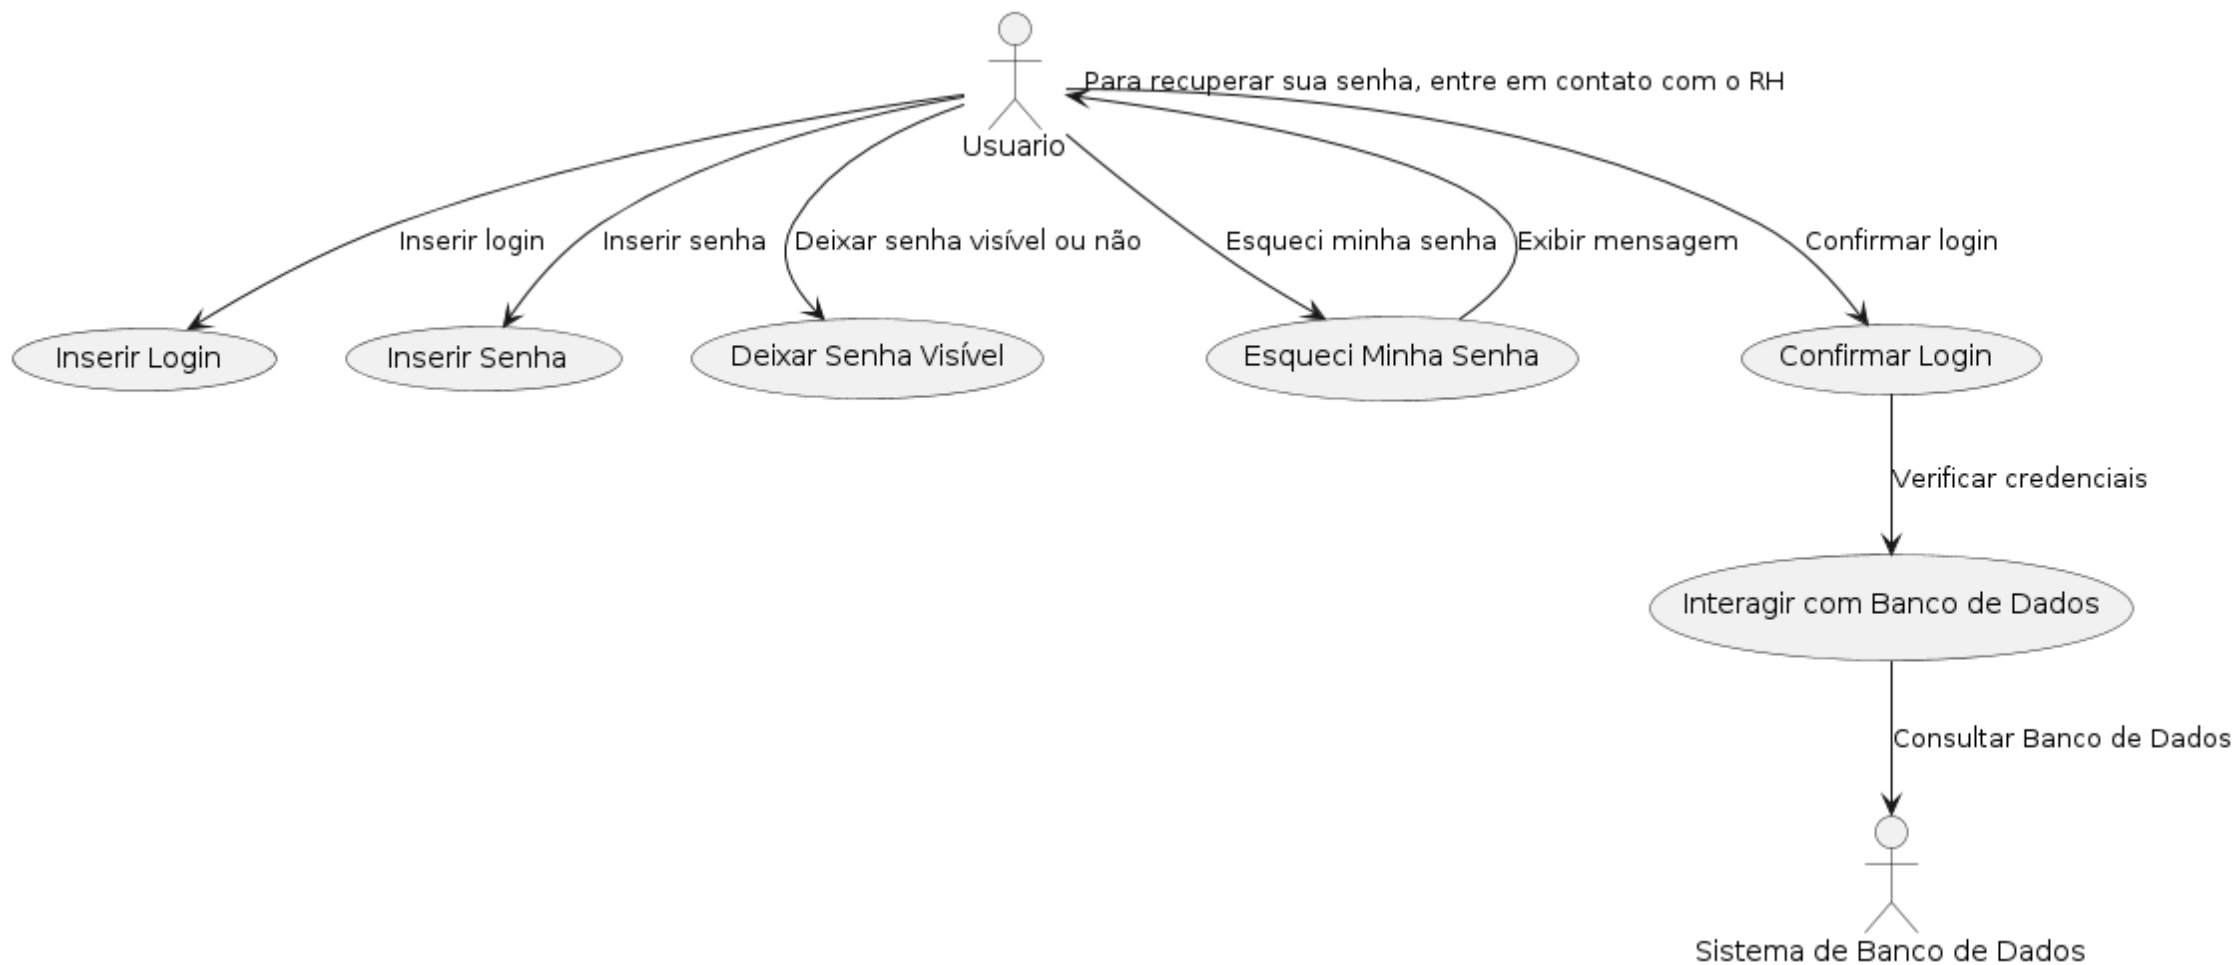 Para recuperar sua senha, entre em contato com o RH
Usuario
Inserir login
Inserir senha
Deixar senha visível ou não
Esqueci minha senha
Exibir mensagem
Confirmar login
Inserir Login
Inserir Senha
Deixar Senha Visível
Esqueci Minha Senha
Confirmar Login
Verificar credenciais
Interagir com Banco de Dados
Consultar Banco de Dados
Sistema de Banco de Dados